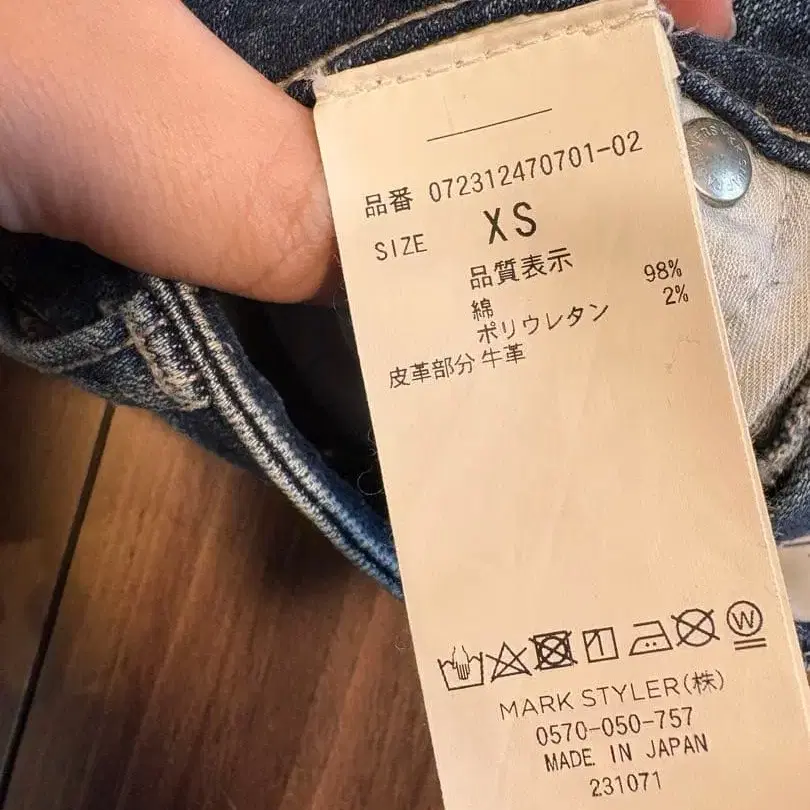 品番 072312470701-02
SIZE XS
品質表示
綿 98%
ポリウレタン 2%
皮革部分 牛革
W
MARK STYLER(株)
0570-050-757
MADE IN JAPAN
231071